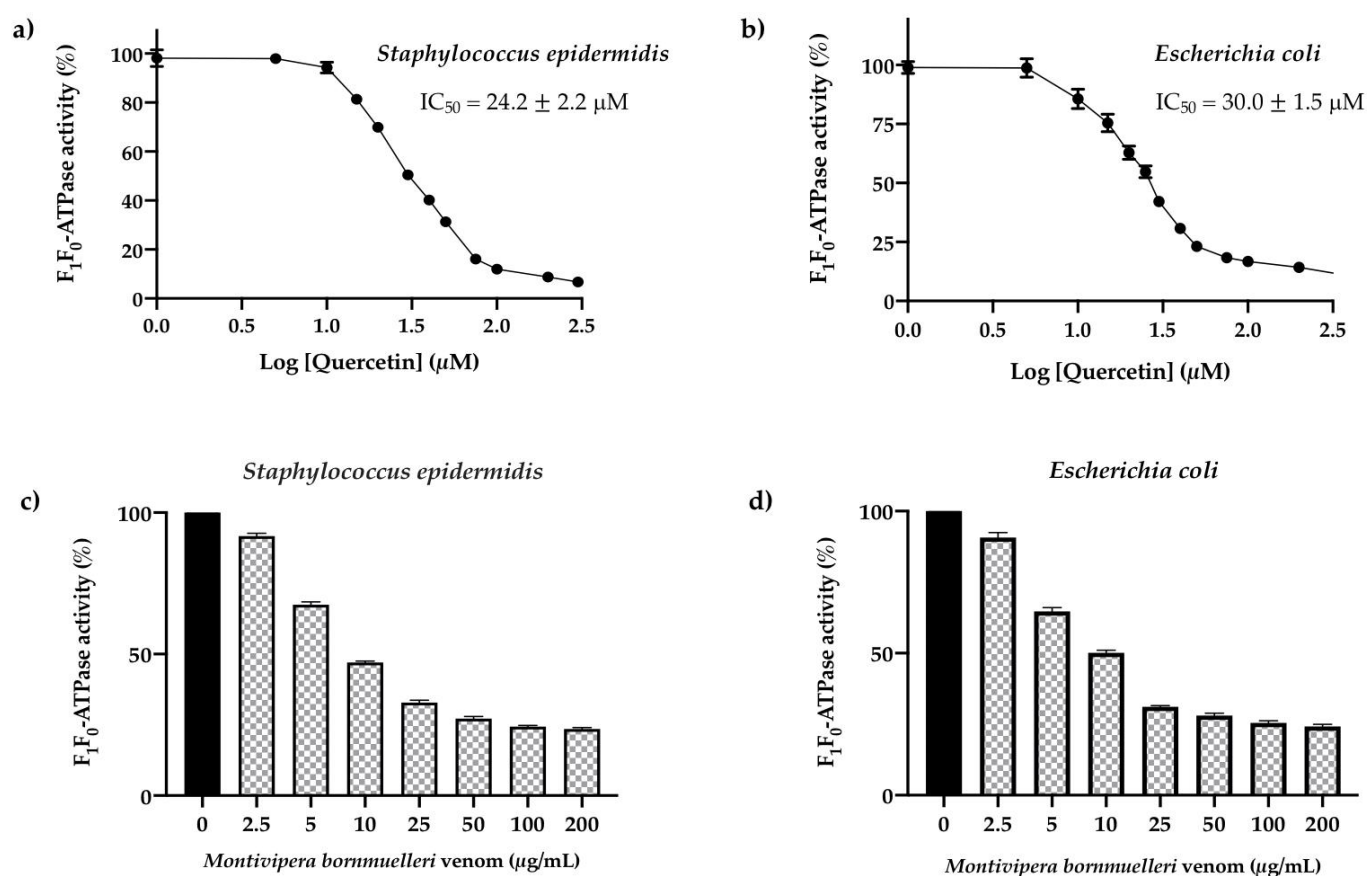 a)
Staphylococcus epidermidis
IC50 = 24.2 ± 2.2 μM
F1F0-ATPase activity (%)
100
80
60
40
20
0
0.0 0.5 1.0 1.5 2.0 2.5
Log [Quercetin] (μM)
b)
Escherichia coli
IC50 = 30.0 ± 1.5 μM
F1F0-ATPase activity (%)
100
75
50
25
0
0.0 0.5 1.0 1.5 2.0 2.5
Log [Quercetin] (μM)
c)
Staphylococcus epidermidis
F1F0-ATPase activity (%)
100
50
0
0 2.5 5 10 25 50 100 200
Montivipera bornmuelleri venom (μg/mL)
d)
Escherichia coli
F1F0-ATPase activity (%)
100
50
0
0 2.5 5 10 25 50 100 200
Montivipera bornmuelleri venom (μg/mL)